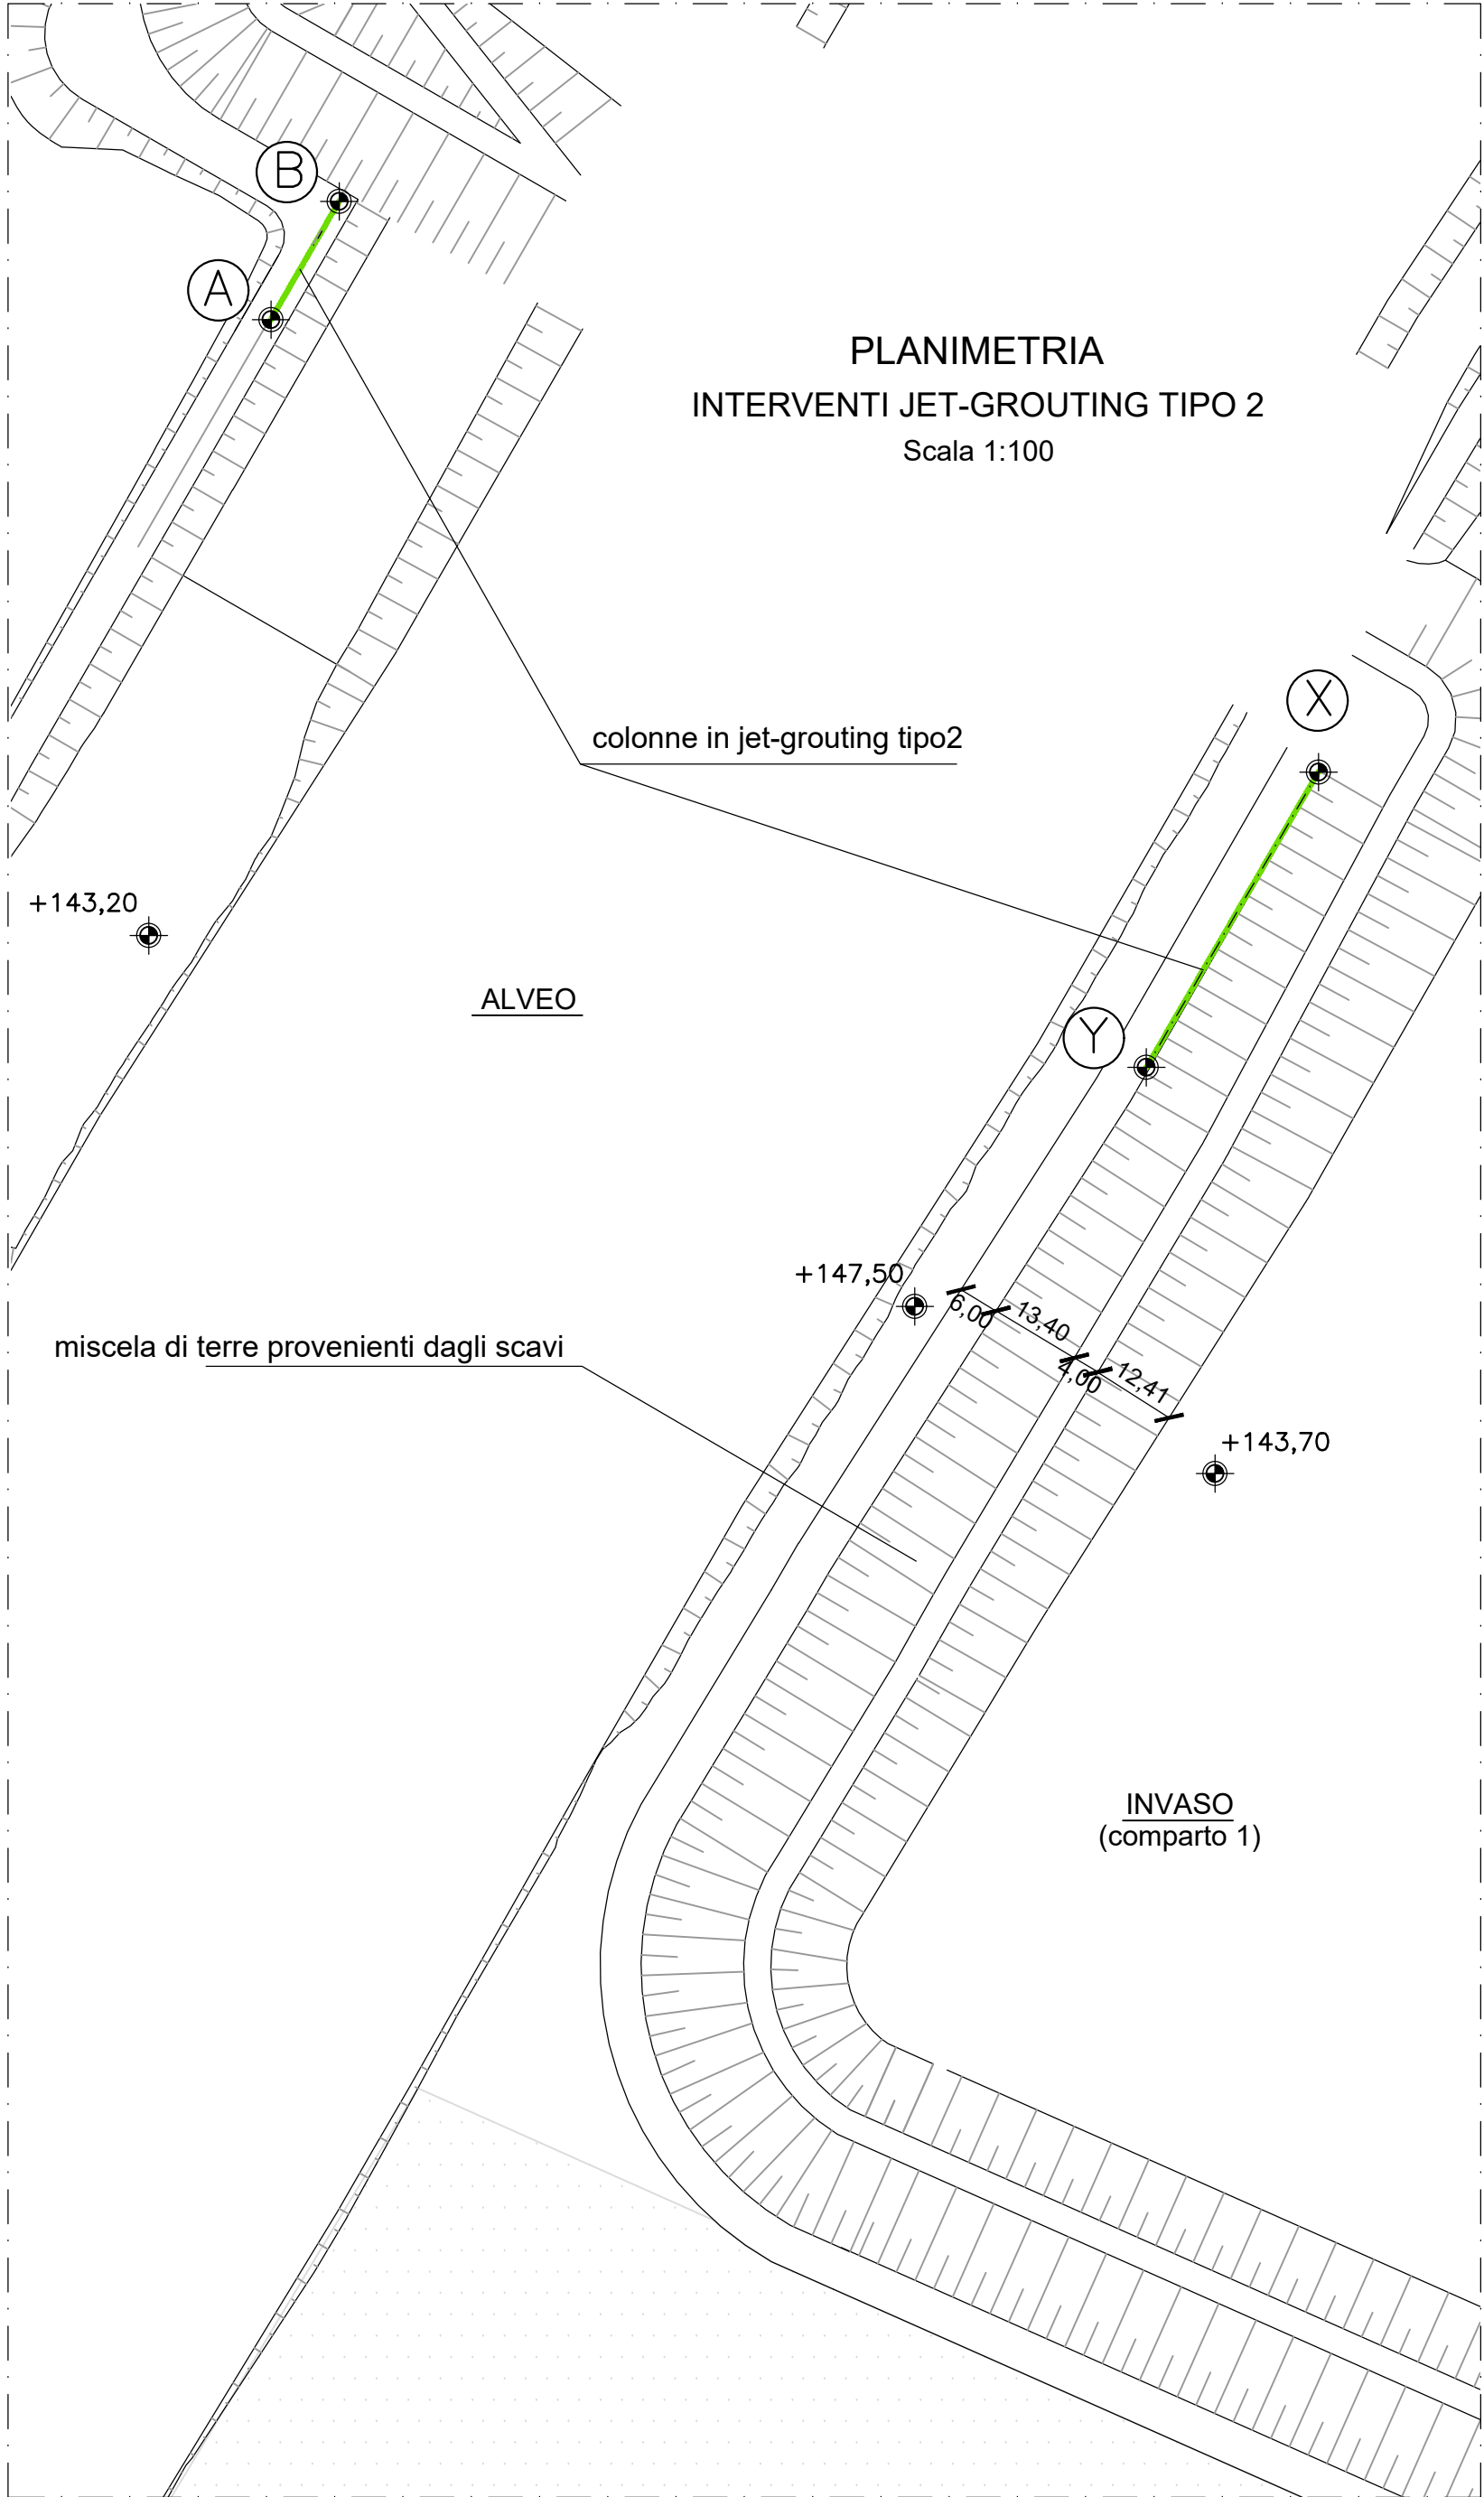 B
A
PLANIMETRIA
INTERVENTI JET-GROUTING TIPO 2
Scala 1:100
X
colonne in jet-grouting tipo2
+143,20
ALVEO
Y
+147,50
6,00
13,40
4,00
12,41
miscela di terre provenienti dagli scavi
+143,70
INVASO
(comparto 1)